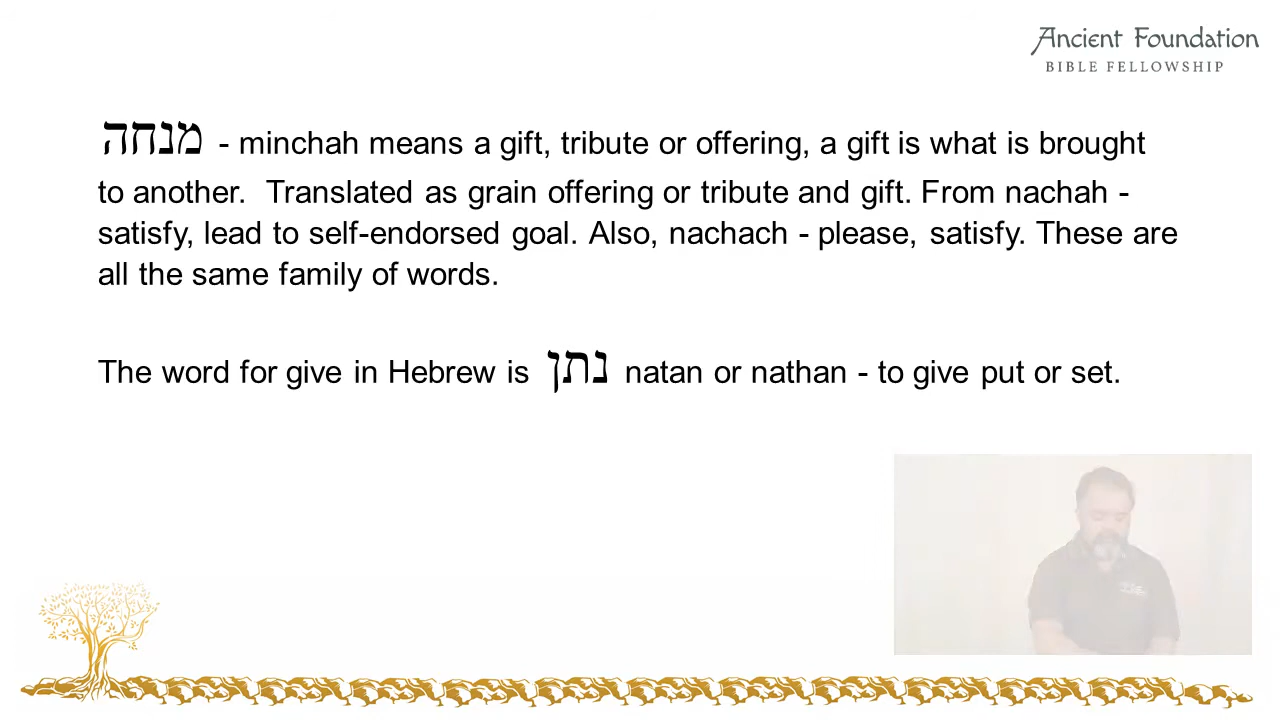 Ancient Foundation
BIBLE FELLOWSHIP
מנחה - minchah means a gift, tribute or offering, a gift is what is brought
to another. Translated as grain offering or tribute and gift. From nachah -
satisfy, lead to self-endorsed goal. Also, nachach - please, satisfy. These are
all the same family of words.
The word for give in Hebrew is נתן natan or nathan - to give put or set.